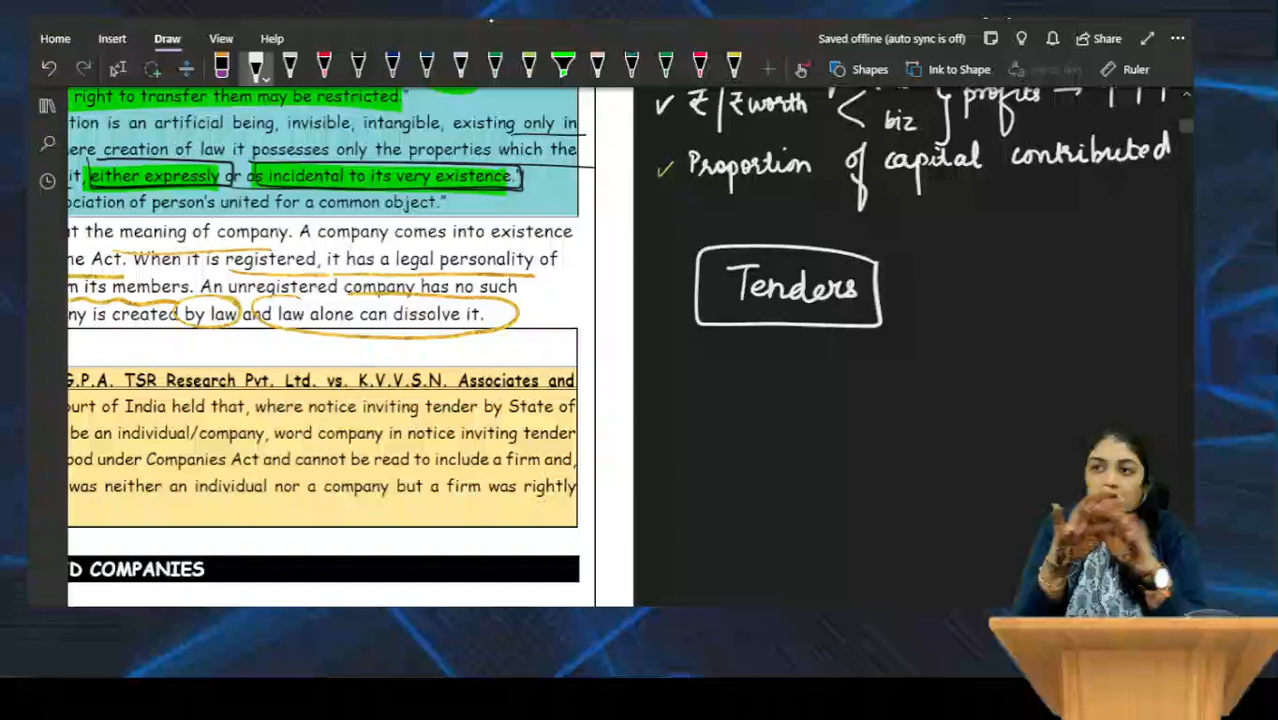 Home Insert Draw View Help
Saved offline (auto sync is off) Share
Shapes Ink to Shape Ruler
right to transfer them may be restricted."
tion is an artificial being, invisible, intangible, existing only in
ere creation of law it possesses only the properties which the
it, either expressly or as incidental to its very existence."
ociation of person's united for a common object."
t the meaning of company. A company comes into existence
e Act. When it is registered, it has a legal personality of
m its members. An unregistered company has no such
ny is created by law and law alone can dissolve it.
G.P.A. TSR Research Pvt. Ltd. vs. K.V.V.S.N. Associates and
ourt of India held that, where notice inviting tender by State of
be an individual/company, word company in notice inviting tender
ood under Companies Act and cannot be read to include a firm and,
was neither an individual nor a company but a firm was rightly
D COMPANIES
✓ ₹/₹worth biz } profits → ↑↑↑
✓ Proportion of capital contributed
Tenders